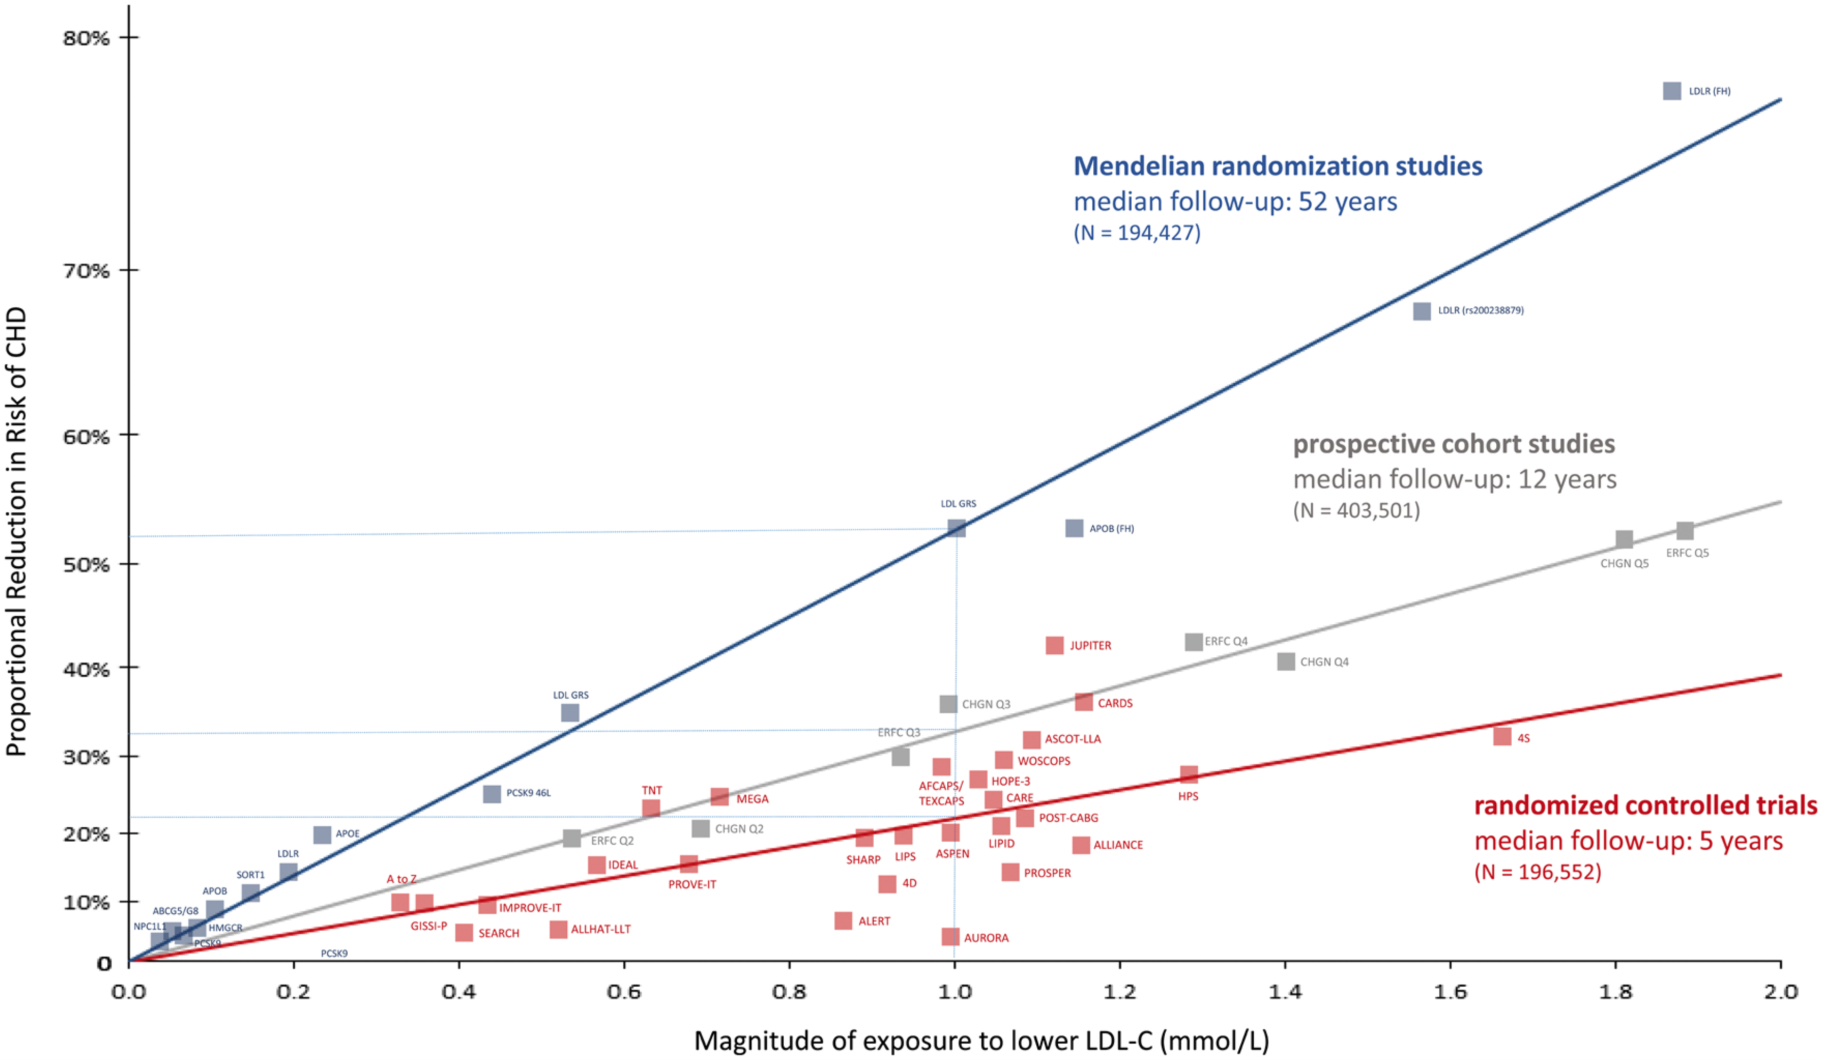 80%
LDLR (FH)
Mendelian randomization studies
median follow-up: 52 years
(N = 194,427)
70%
LDLR (rs200238879)
60%
prospective cohort studies
median follow-up: 12 years
(N = 403,501)
LDL GRS
APOB (FH)
ERFC Q5
CHGN Q5
50%
Proportional Reduction in Risk of CHD
JUPITER
ERFC Q4
CHGN Q4
40%
LDL GRS
CHGN Q3
CARDS
ERFC Q3
ASCOT-LLA
4S
30%
WOSCOPS
AFCAPS/
TEXCAPS
HOPE-3
CARE
HPS
PCSK9 46L
TNT
MEGA
randomized controlled trials
median follow-up: 5 years
(N = 196,552)
POST-CABG
20%
APOE
ERFC Q2
CHGN Q2
SHARP
LIPS
ASPEN
LIPID
ALLIANCE
LDLR
IDEAL
PROVE-IT
PROSPER
SORT1
A to Z
4D
APOB
10%
ABCG5/G8
IMPROVE-IT
NPC1L1
HMGCR
GISSI-P
SEARCH
ALLHAT-LLT
ALERT
AURORA
PCSK9
PCSK9
0
0.0 0.2 0.4 0.6 0.8 1.0 1.2 1.4 1.6 1.8 2.0
Magnitude of exposure to lower LDL-C (mmol/L)